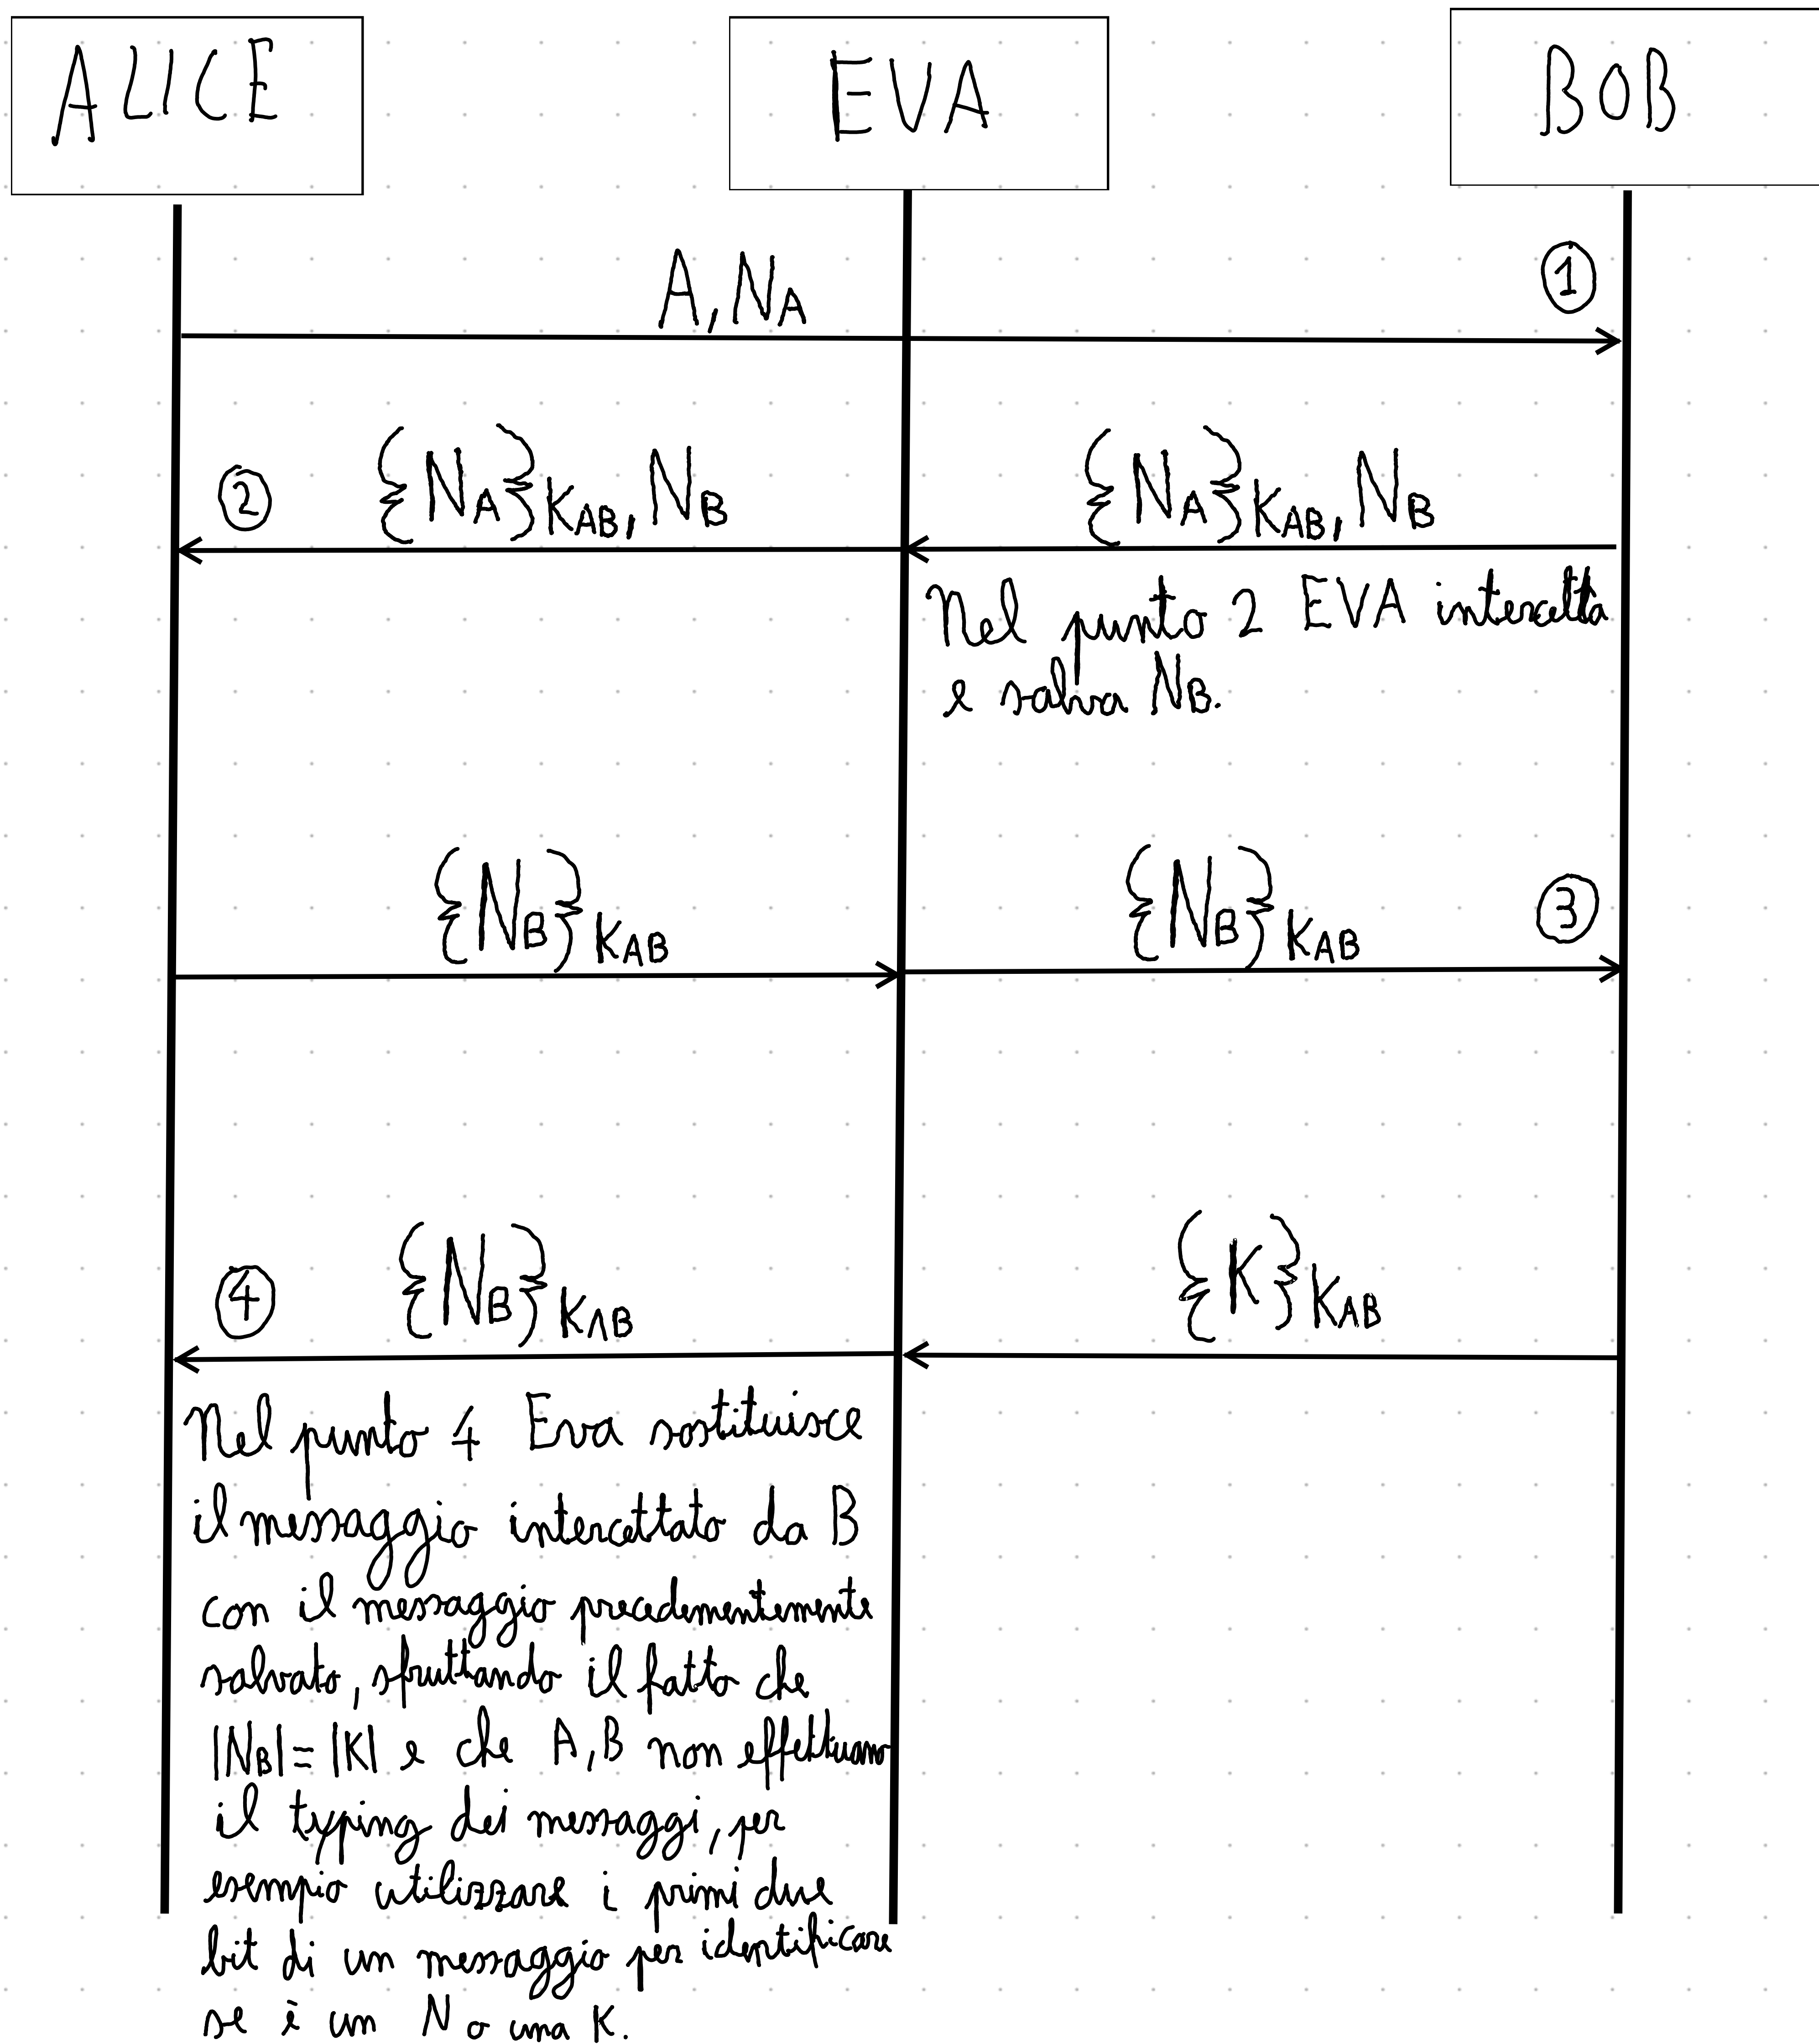 ALICE EVA BOB
A, NA ①
② {NA}KAB, NB {NA}KAB, NB
Nel punto 2 EVA intercetta
e salva NB.
{NB}KAB {NB}KAB ③
④ {NB}KAB {K}KAB
Nel punto 4 Eva sostituisce
il messaggio intercettato da B
con il messaggio precedentemente
salvato, sfruttando il fatto che
|NB|=|K| e che A, B non effettuano
il typing dei messaggi, per
esempio utilizzare i primi due
bit di un messaggio per identificare
se è un N o una K.